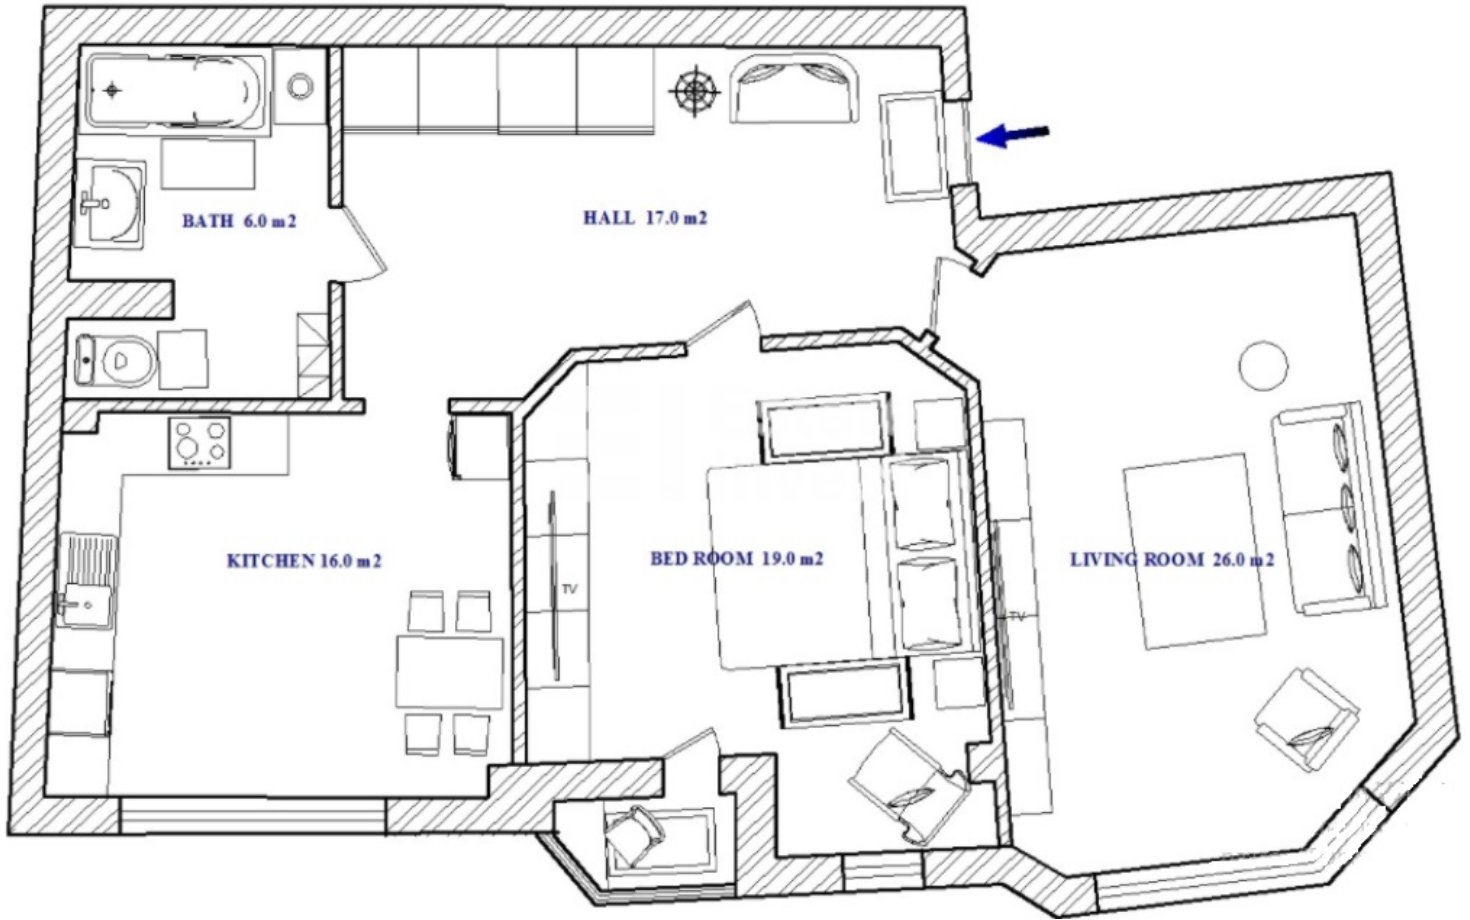 BATH 6.0 m2
HALL 17.0 m2
KITCHEN 16.0 m2
BED ROOM 19.0 m2
LIVING ROOM 26.0 m2
TV
TV